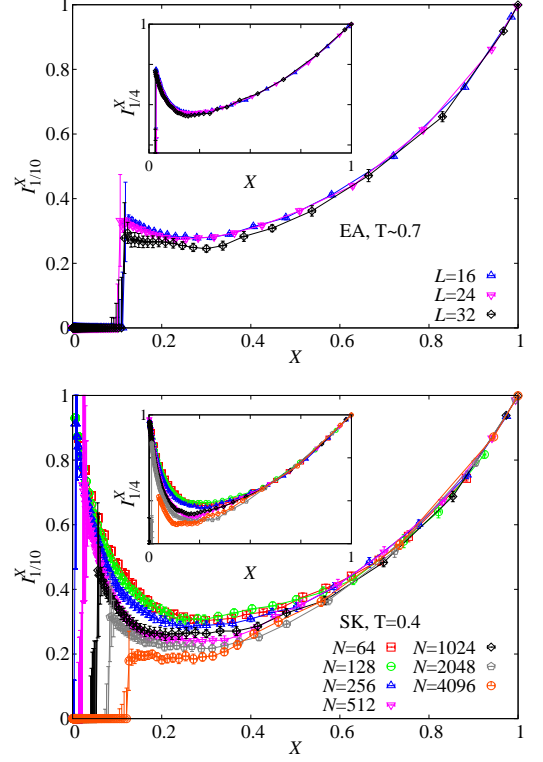 1
0.8
0.6
0.4
0.2
0
0 0.2 0.4 0.6 0.8 1
X
I^X_{1/10}
1
0 1
X
I^X_{1/4}
EA, T~0.7
L=16
L=24
L=32
1
0.8
0.6
0.4
0.2
0
0 0.2 0.4 0.6 0.8 1
X
I^X_{1/10}
1
0 1
X
I^X_{1/4}
SK, T=0.4
N=64 N=1024
N=128 N=2048
N=256 N=4096
N=512